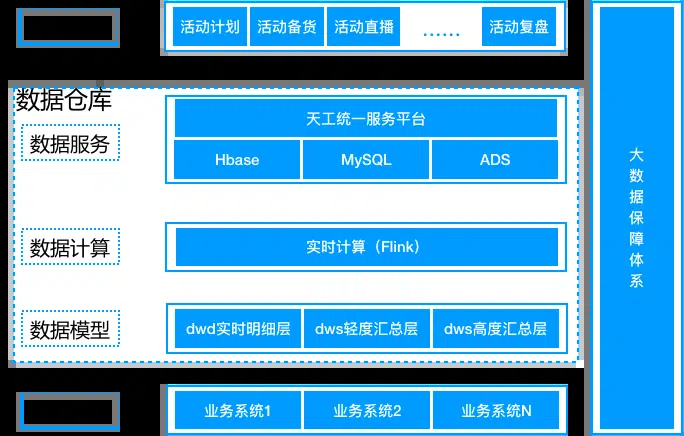 活动计划 活动备货 活动直播 …… 活动复盘
数据仓库
数据服务
天工统一服务平台
Hbase MySQL ADS
数据计算
实时计算（Flink）
数据模型
dwd实时明细层 dws轻度汇总层 dws高度汇总层
业务系统1 业务系统2 业务系统N
大数据保障体系